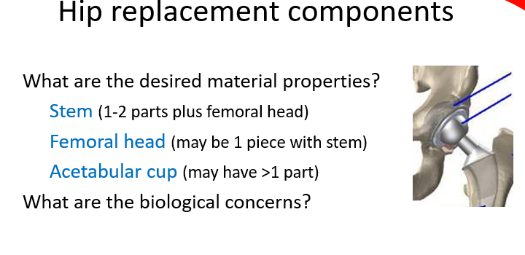 Hip replacement components
What are the desired material properties?
Stem (1-2 parts plus femoral head)
Femoral head (may be 1 piece with stem)
Acetabular cup (may have >1 part)
What are the biological concerns?